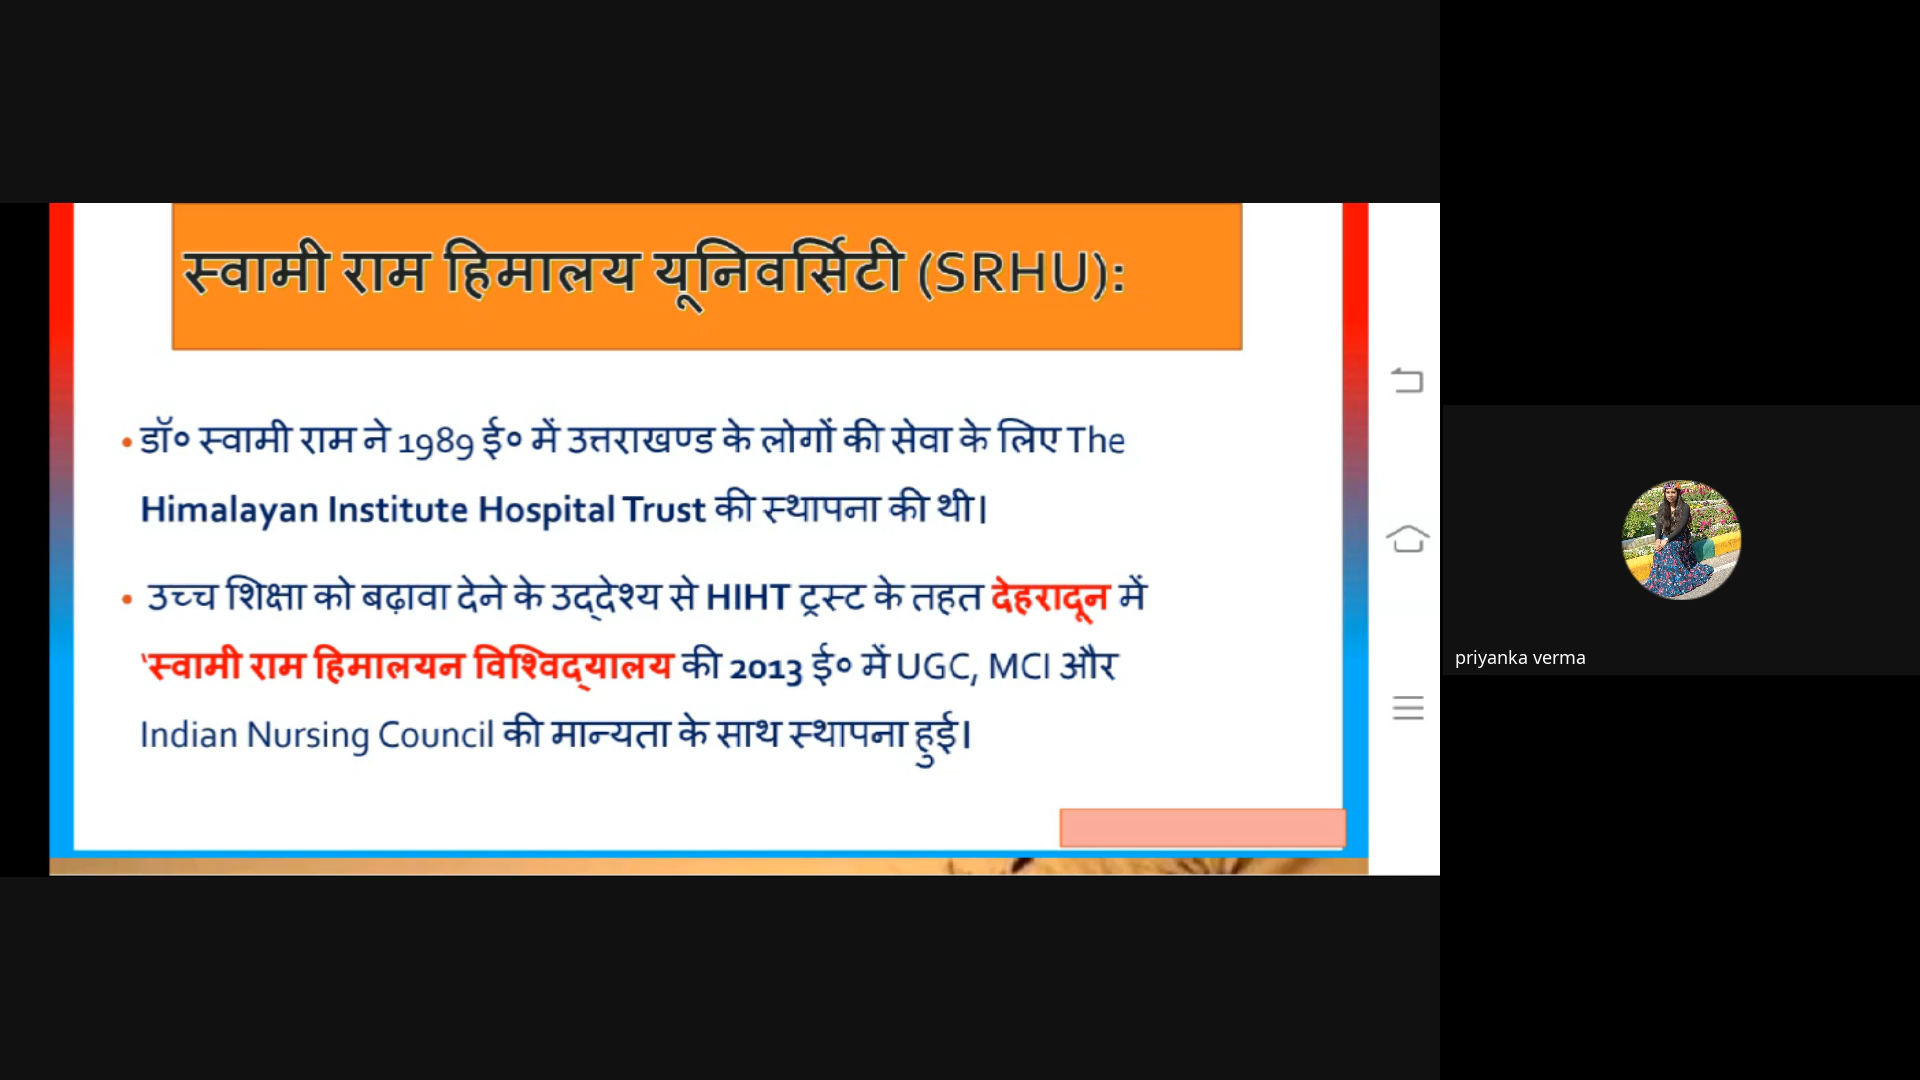 स्वामी राम हिमालय यूनिवर्सिटी (SRHU):
• डॉ० स्वामी राम ने 1989 ई० में उत्तराखण्ड के लोगों की सेवा के लिए The
Himalayan Institute Hospital Trust की स्थापना की थी।
• उच्च शिक्षा को बढ़ावा देने के उद्देश्य से HIHT ट्रस्ट के तहत देहरादून में
‘स्वामी राम हिमालयन विश्विद्यालय की 2013 ई० में UGC, MCI और
Indian Nursing Council की मान्यता के साथ स्थापना हुई।
priyanka verma